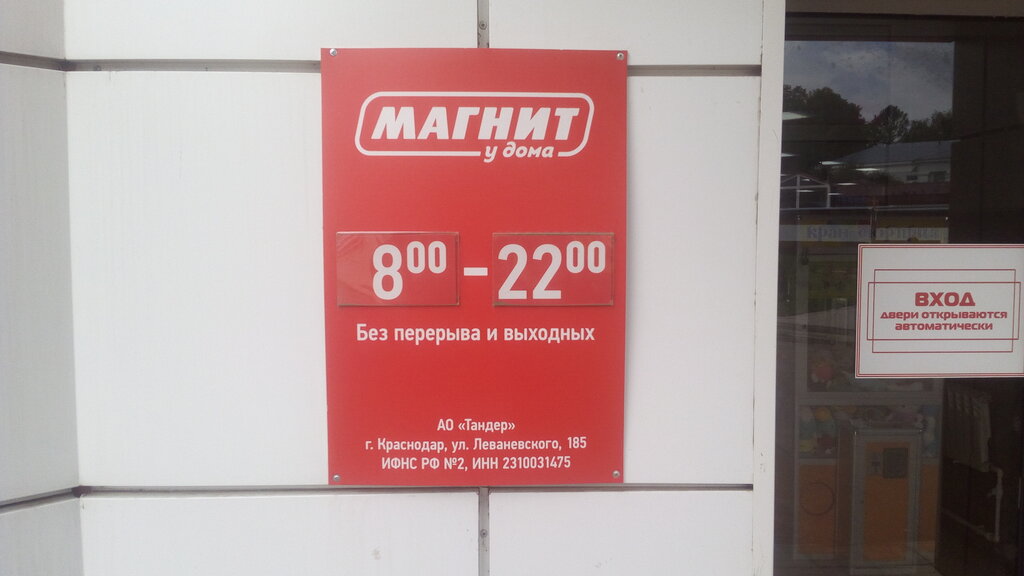 МАГНИТ
у дома
8⁰⁰ – 22⁰⁰
Без перерыва и выходных
АО «Тандер»
г. Краснодар, ул. Леваневского, 185
ИФНС РФ №2, ИНН 2310031475
ВХОД
двери открываются
автоматически